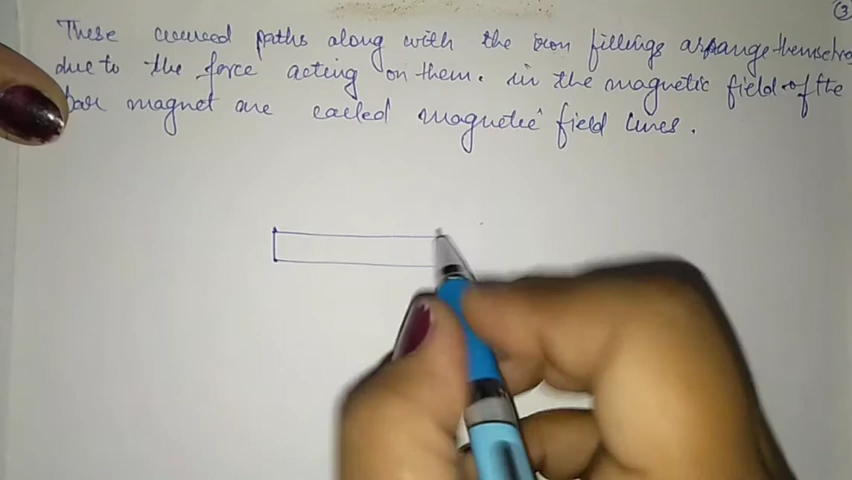 ③
These curved paths along with the iron fillings arrange themselves
due to the force acting on them. in the magnetic field of the
bar magnet are called magnetic field lines.